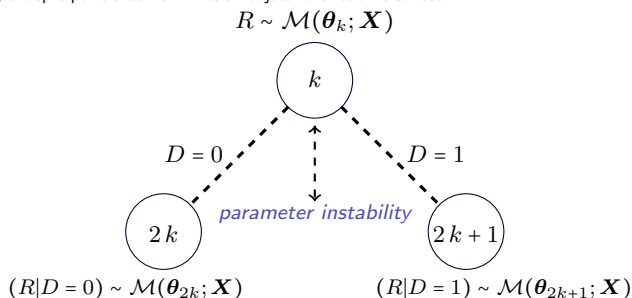 R ~ M(θ_k; X)
k
D = 0
D = 1
parameter instability
2 k
2 k + 1
(R|D = 0) ~ M(θ_2k; X)
(R|D = 1) ~ M(θ_2k+1; X)